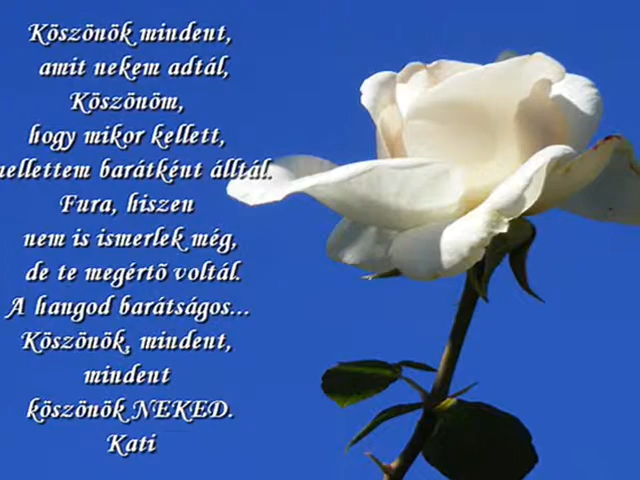 Köszönök mindent,
amit nekem adtál,
Köszönöm,
hogy mikor kellett,
mellettem barátként álltál.
Fura, hiszen
nem is ismerlek még,
de te megértõ voltál.
A hangod barátságos...
Köszönök, mindent,
mindent
köszönök NEKED.
Kati